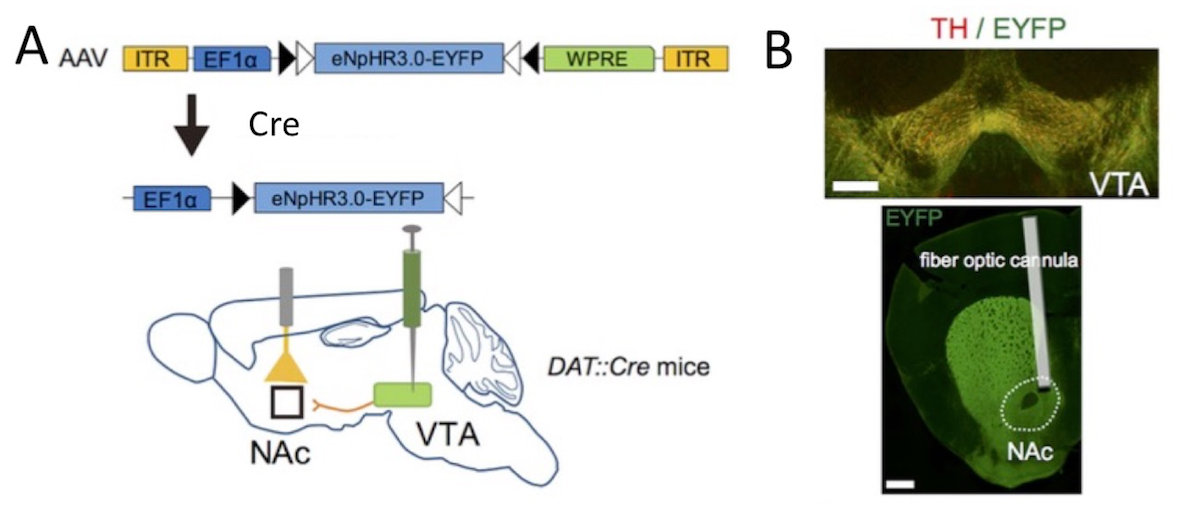 A
AAV
ITR EF1α eNpHR3.0-EYFP WPRE ITR
Cre
EF1α eNpHR3.0-EYFP
DAT::Cre mice
NAc
VTA
B
TH / EYFP
VTA
EYFP
fiber optic cannula
NAc